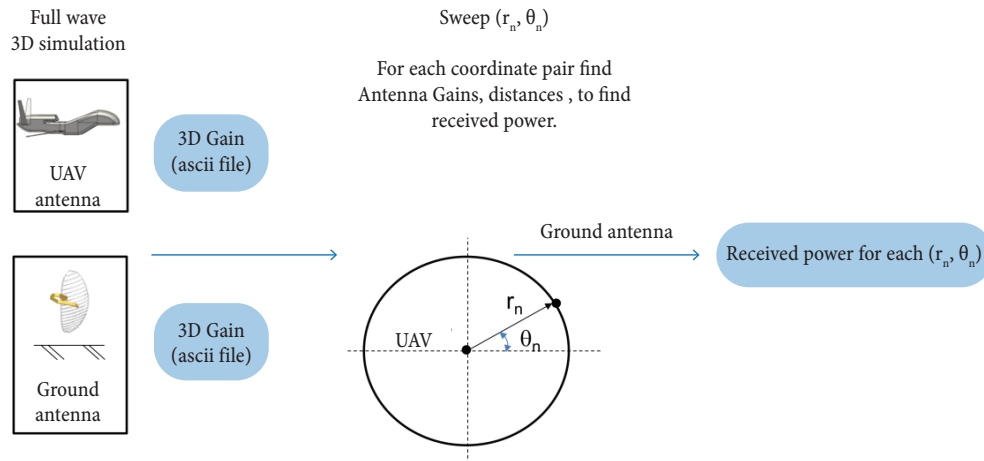 Full wave
3D simulation
UAV
antenna
3D Gain
(ascii file)
Ground
antenna
3D Gain
(ascii file)
Sweep (rₙ, θₙ)
For each coordinate pair find
Antenna Gains, distances , to find
received power.
UAV
rₙ
θₙ
Ground antenna
Received power for each (rₙ, θₙ)